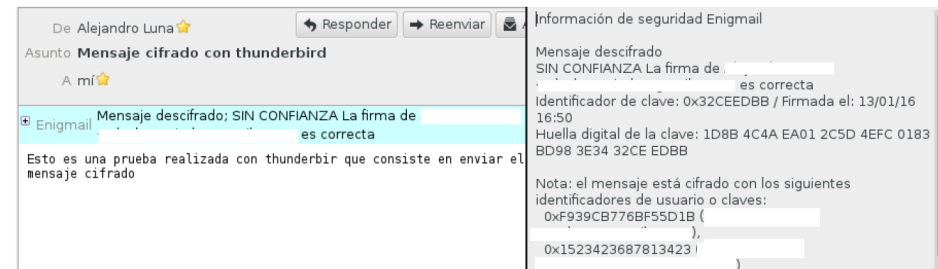 De Alejandro Luna
Responder
Reenviar
Asunto Mensaje cifrado con thunderbird
A mí
Enigmail Mensaje descifrado; SIN CONFIANZA La firma de
es correcta
Esto es una prueba realizada con thunderbir que consiste en enviar el
mensaje cifrado
Información de seguridad Enigmail
Mensaje descifrado
SIN CONFIANZA La firma de
es correcta
Identificador de clave: 0x32CEEDBB / Firmada el: 13/01/16
16:50
Huella digital de la clave: 1D8B 4C4A EA01 2C5D 4EFC 0183
BD98 3E34 32CE EDBB
Nota: el mensaje está cifrado con los siguientes
identificadores de usuario o claves:
0xF939CB776BF55D1B (
),
0x1523423687813423 (
)